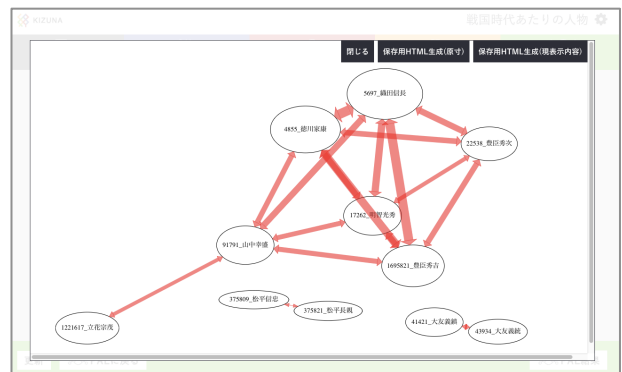 KIZUNA
戦国時代あたりの人物
閉じる
保存用HTML生成(原寸)
保存用HTML生成(現表示内容)
5697_織田信長
4855_徳川家康
22538_豊臣秀次
17262_明智光秀
91791_山中幸盛
1695821_豊臣秀吉
375809_松平信忠
375821_松平長親
1221617_立花宗茂
41421_大友義鎮
43934_大友義統
更新